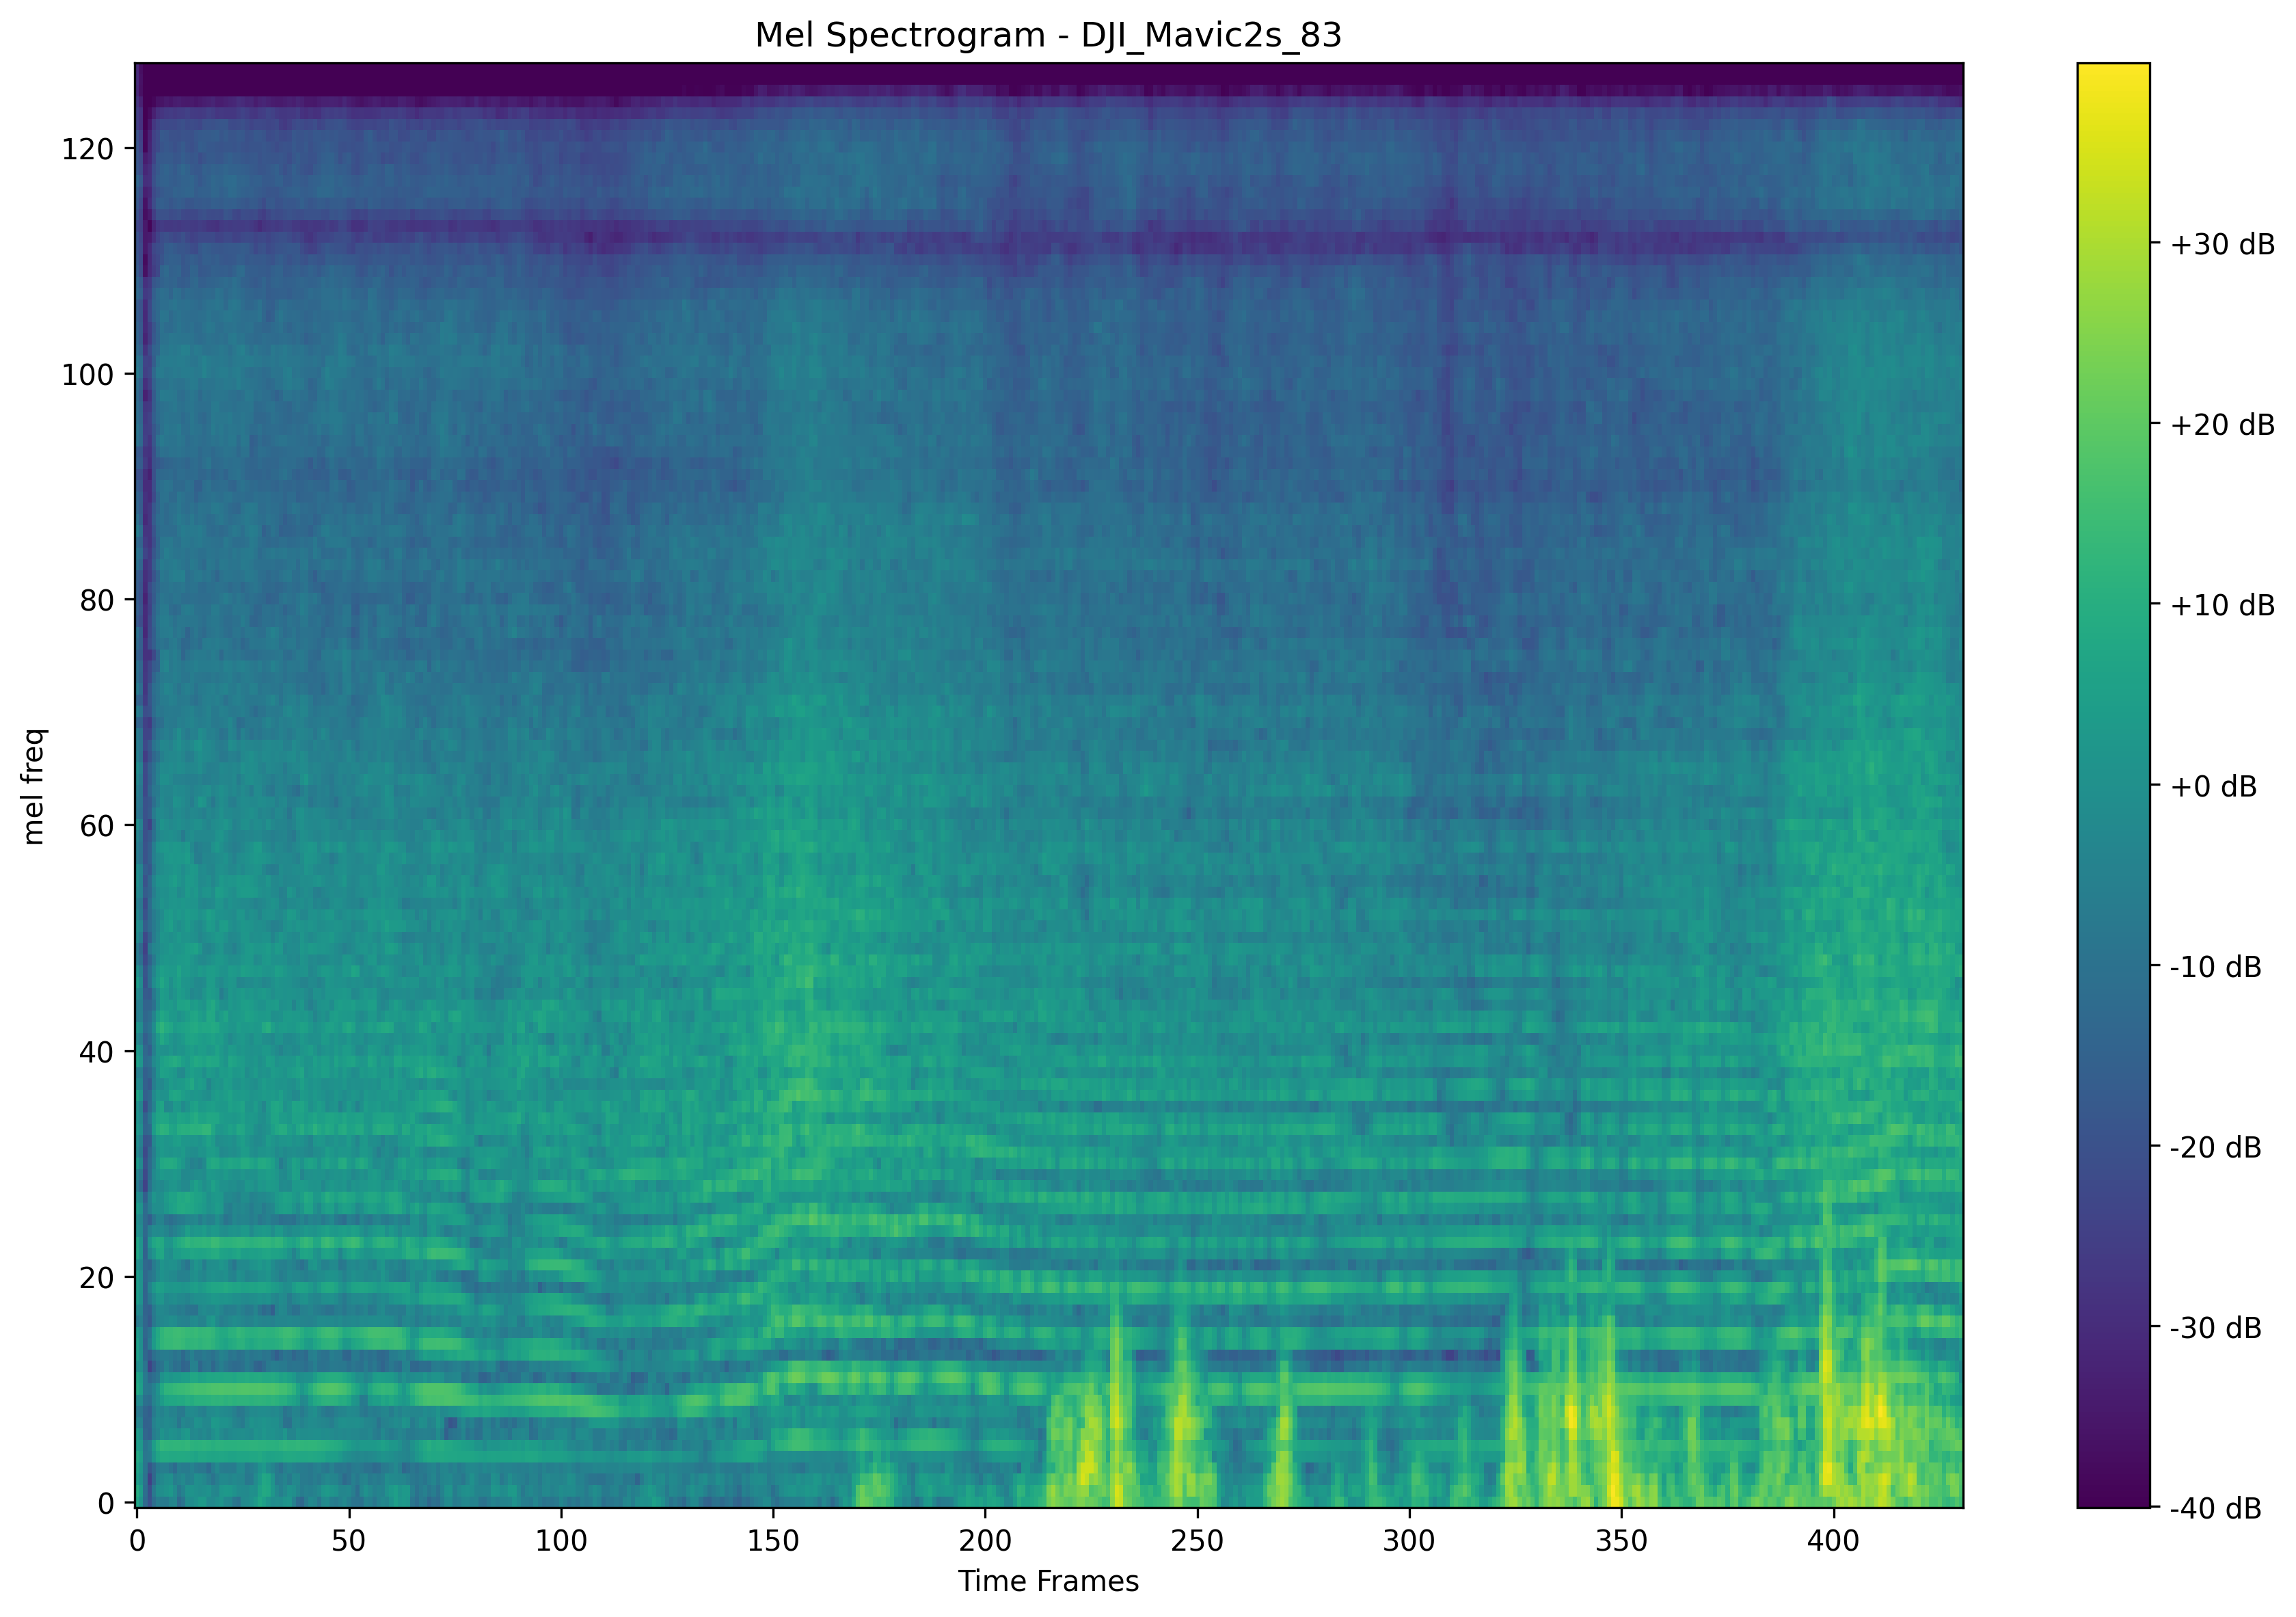 Mel Spectrogram - DJI_Mavic2s_83
mel freq
120
100
80
60
40
20
0
0 50 100 150 200 250 300 350 400
Time Frames
+30 dB
+20 dB
+10 dB
+0 dB
-10 dB
-20 dB
-30 dB
-40 dB